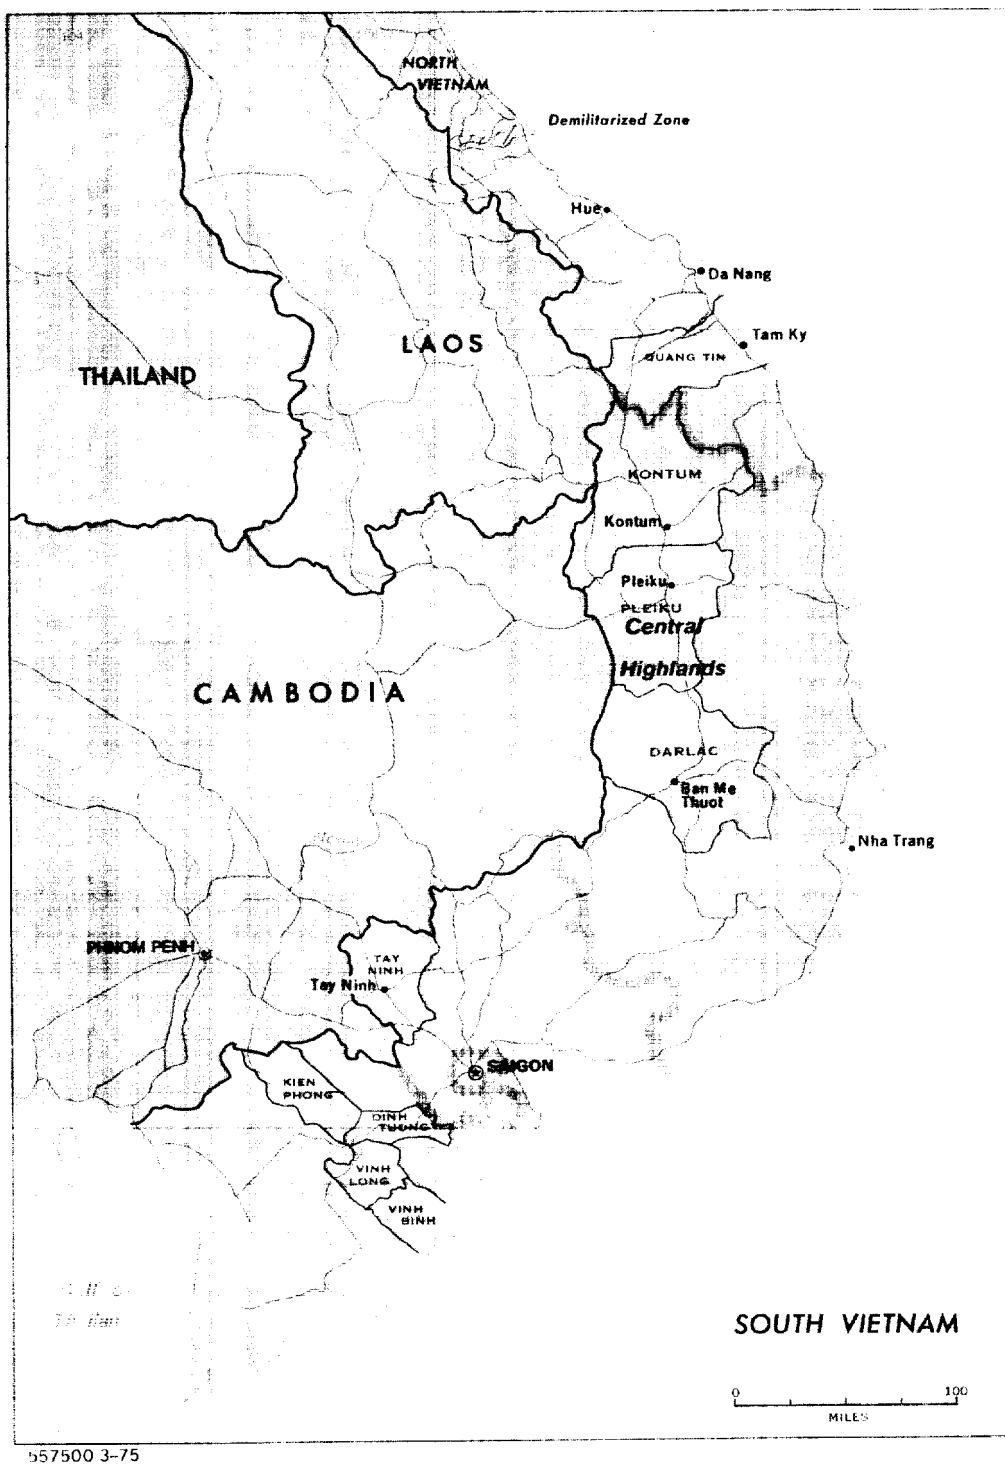 NORTH
VIETNAM
Demilitarized Zone
Hue
Da Nang
Tam Ky
LAOS
QUANG TIN
THAILAND
KONTUM
Kontum
Pleiku
PLEIKU
Central
Highlands
CAMBODIA
DARLAC
Ban Me
Thuot
Nha Trang
PHNOM PENH
TAY
NINH
Tay Ninh
SAIGON
KIEN
PHONG
DINH
TUONG
VINH
LONG
VINH
BINH
SOUTH VIETNAM
0 100
MILES
557500 3-75